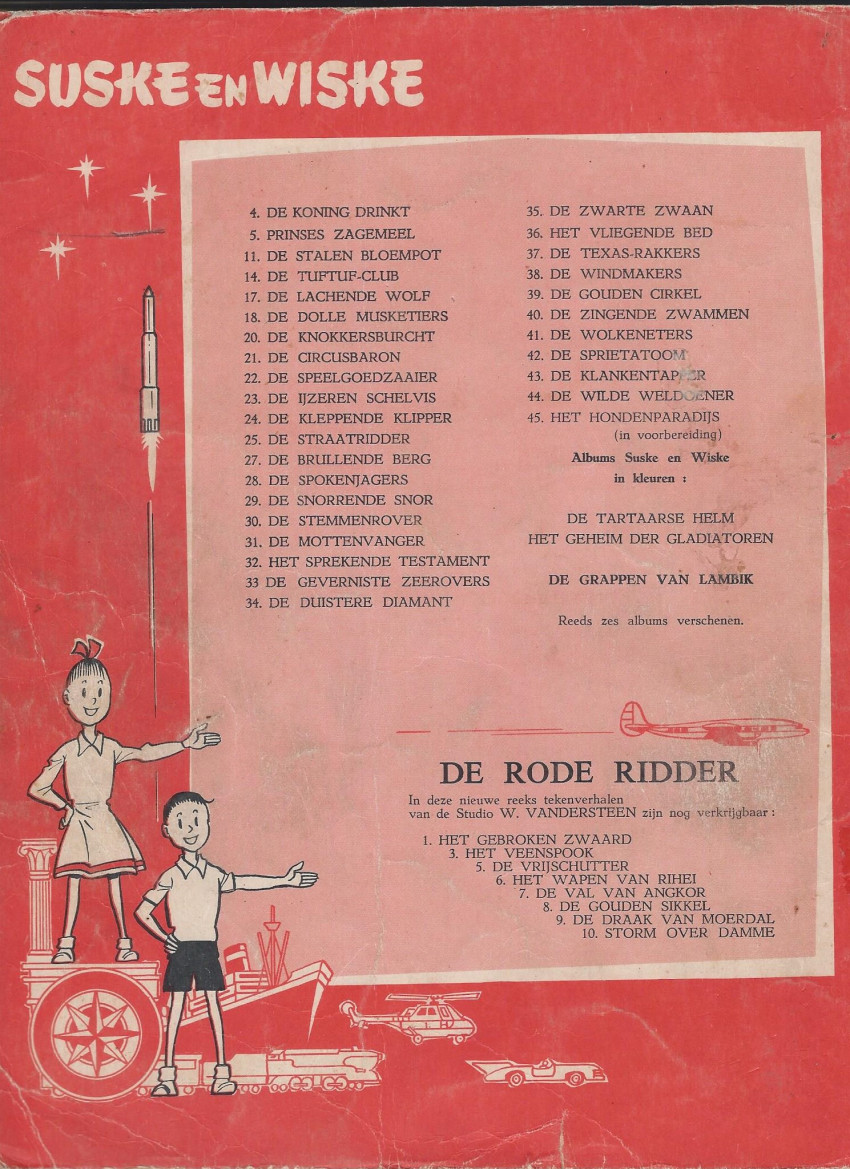 SUSKE EN WISKE
4. DE KONING DRINKT
5. PRINSES ZAGEMEEL
11. DE STALEN BLOEMPOT
14. DE TUFTUF-CLUB
17. DE LACHENDE WOLF
18. DE DOLLE MUSKETIERS
20. DE KNOKKERSBURCHT
21. DE CIRCUSBARON
22. DE SPEELGOEDZAAIER
23. DE IJZEREN SCHELVIS
24. DE KLEPPENDE KLIPPER
25. DE STRAATRIDDER
27. DE BRULLENDE BERG
28. DE SPOKENJAGERS
29. DE SNORRENDE SNOR
30. DE STEMMENROVER
31. DE MOTTENVANGER
32. HET SPREKENDE TESTAMENT
33 DE GEVERNISTE ZEEROVERS
34. DE DUISTERE DIAMANT
35. DE ZWARTE ZWAAN
36. HET VLIEGENDE BED
37. DE TEXAS-RAKKERS
38. DE WINDMAKERS
39. DE GOUDEN CIRKEL
40. DE ZINGENDE ZWAMMEN
41. DE WOLKENETERS
42. DE SPRIETATOOM
43. DE KLANKENTAPPER
44. DE WILDE WELDOENER
45. HET HONDENPARADIJS
(in voorbereiding)
Albums Suske en Wiske
in kleuren :
DE TARTAARSE HELM
HET GEHEIM DER GLADIATOREN
DE GRAPPEN VAN LAMBIK
Reeds zes albums verschenen.
DE RODE RIDDER
In deze nieuwe reeks tekenverhalen
van de Studio W. VANDERSTEEN zijn nog verkrijgbaar :
1. HET GEBROKEN ZWAARD
3. HET VEENSPOOK
5. DE VRIJSCHUTTER
6. HET WAPEN VAN RIHEI
7. DE VAL VAN ANGKOR
8. DE GOUDEN SIKKEL
9. DE DRAAK VAN MOERDAL
10. STORM OVER DAMME